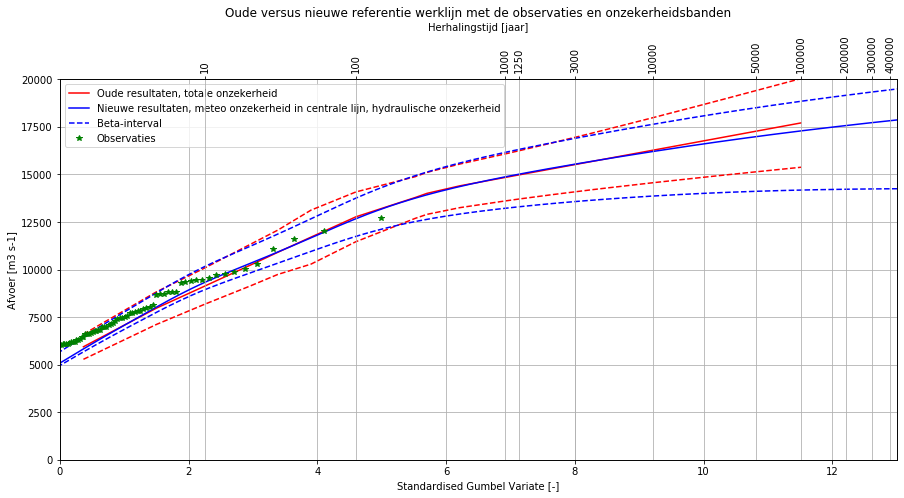 Oude versus nieuwe referentie werklijn met de observaties en onzekerheidsbanden
Herhalingstijd [jaar]
10 100 1000 1250 3000 10000 50000 100000 200000 300000 400000
20000
Oude resultaten, totale onzekerheid
Nieuwe resultaten, meteo onzekerheid in centrale lijn, hydraulische onzekerheid
Beta-interval
Observaties
17500
15000
12500
10000
7500
5000
2500
0
Afvoer [m3 s-1]
0 2 4 6 8 10 12
Standardised Gumbel Variate [-]